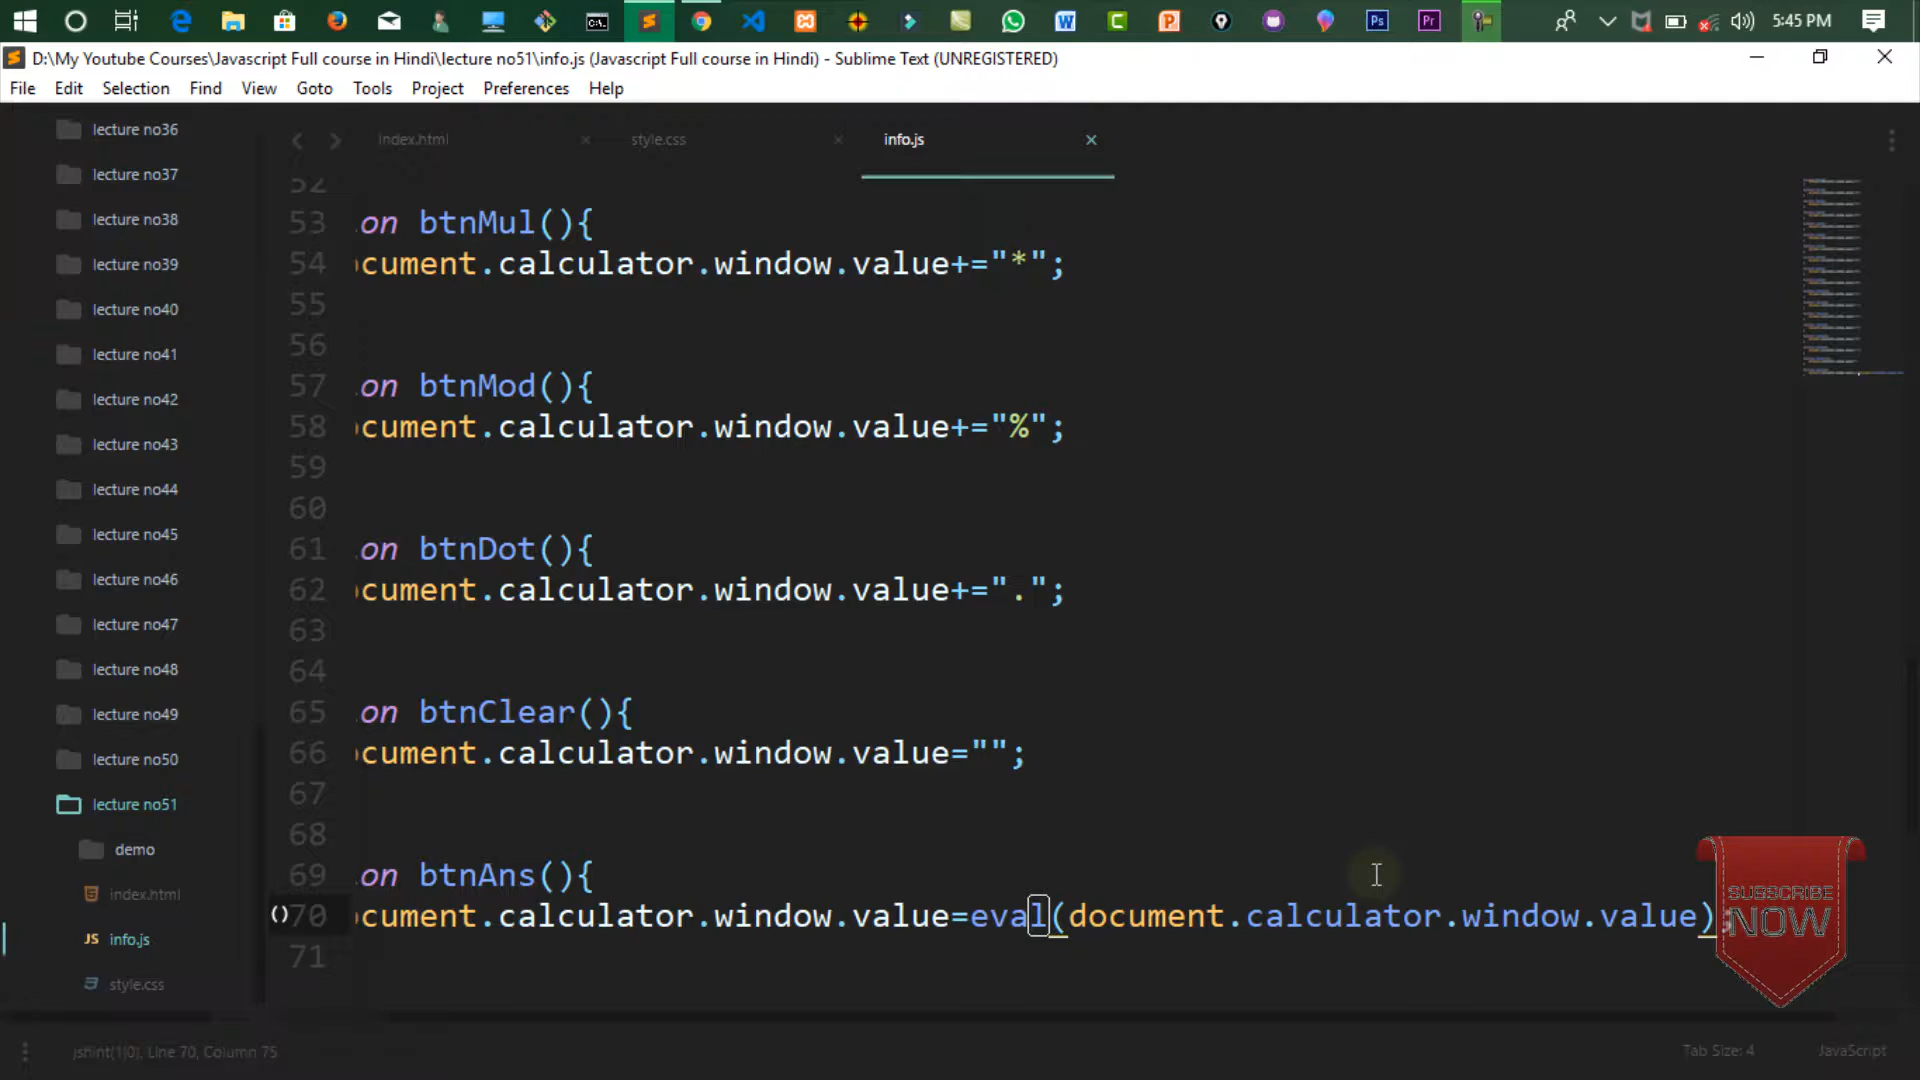 5:45 PM
D:\My Youtube Courses\Javascript Full course in Hindi\lecture no51\info.js (Javascript Full course in Hindi) - Sublime Text (UNREGISTERED)
File Edit Selection Find View Goto Tools Project Preferences Help
index.html style.css info.js
lecture no36
lecture no37
lecture no38
lecture no39
lecture no40
lecture no41
lecture no42
lecture no43
lecture no44
lecture no45
lecture no46
lecture no47
lecture no48
lecture no49
lecture no50
lecture no51
demo
index.html
JS info.js
style.css
52
53 on btnMul(){
54 ocument.calculator.window.value+="*";
55
56
57 on btnMod(){
58 ocument.calculator.window.value+="%";
59
60
61 on btnDot(){
62 ocument.calculator.window.value+=".";
63
64
65 on btnClear(){
66 ocument.calculator.window.value="";
67
68
69 on btnAns(){
70 ocument.calculator.window.value=eval(document.calculator.window.value);
71
SUBSCRIBE
NOW
jshint(1|0), Line 70, Column 75
Tab Size: 4 JavaScript